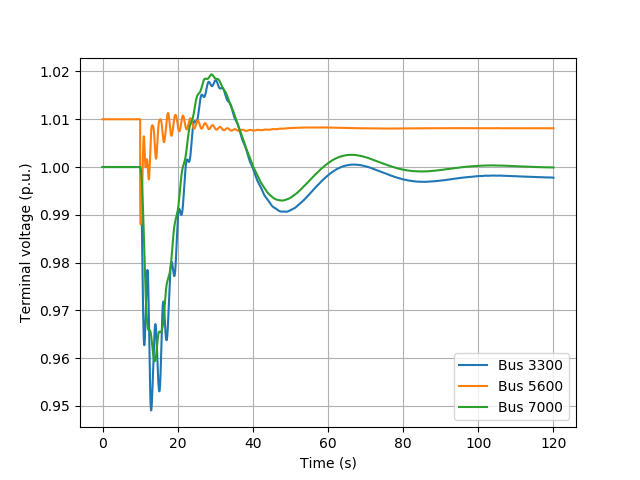 1.02
1.01
1.00
0.99
0.98
0.97
0.96
0.95
Terminal voltage (p.u.)
Bus 3300
Bus 5600
Bus 7000
0 20 40 60 80 100 120
Time (s)